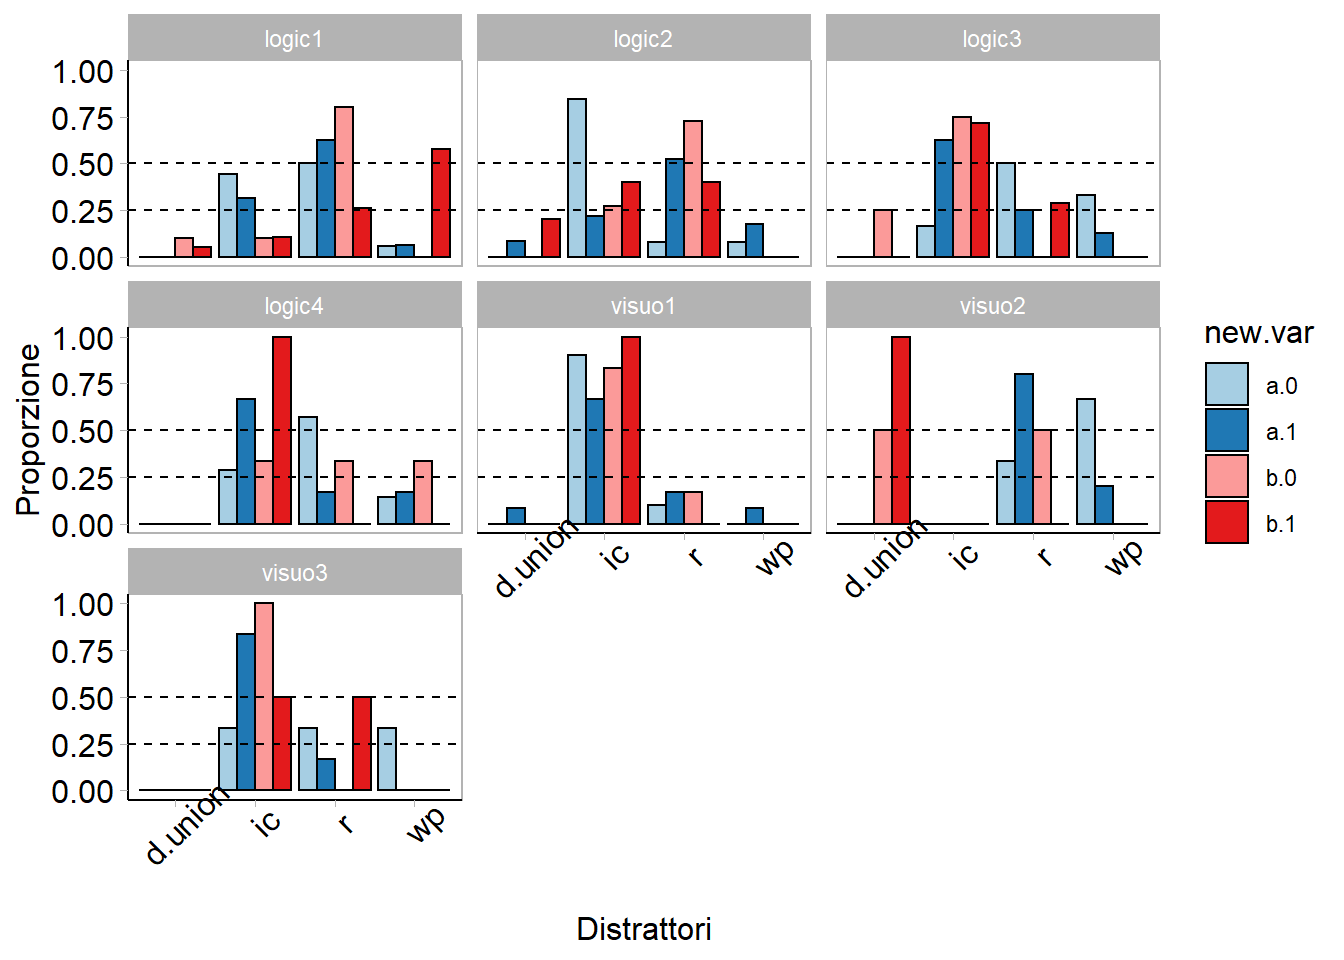 logic1 logic2 logic3
1.00
0.75
0.50
0.25
0.00
logic4 visuo1 visuo2
1.00
0.75
0.50
0.25
0.00
d.union ic r wp d.union ic r wp
visuo3
1.00
0.75
0.50
0.25
0.00
d.union ic r wp
Proporzione
Distrattori
new.var
a.0
a.1
b.0
b.1